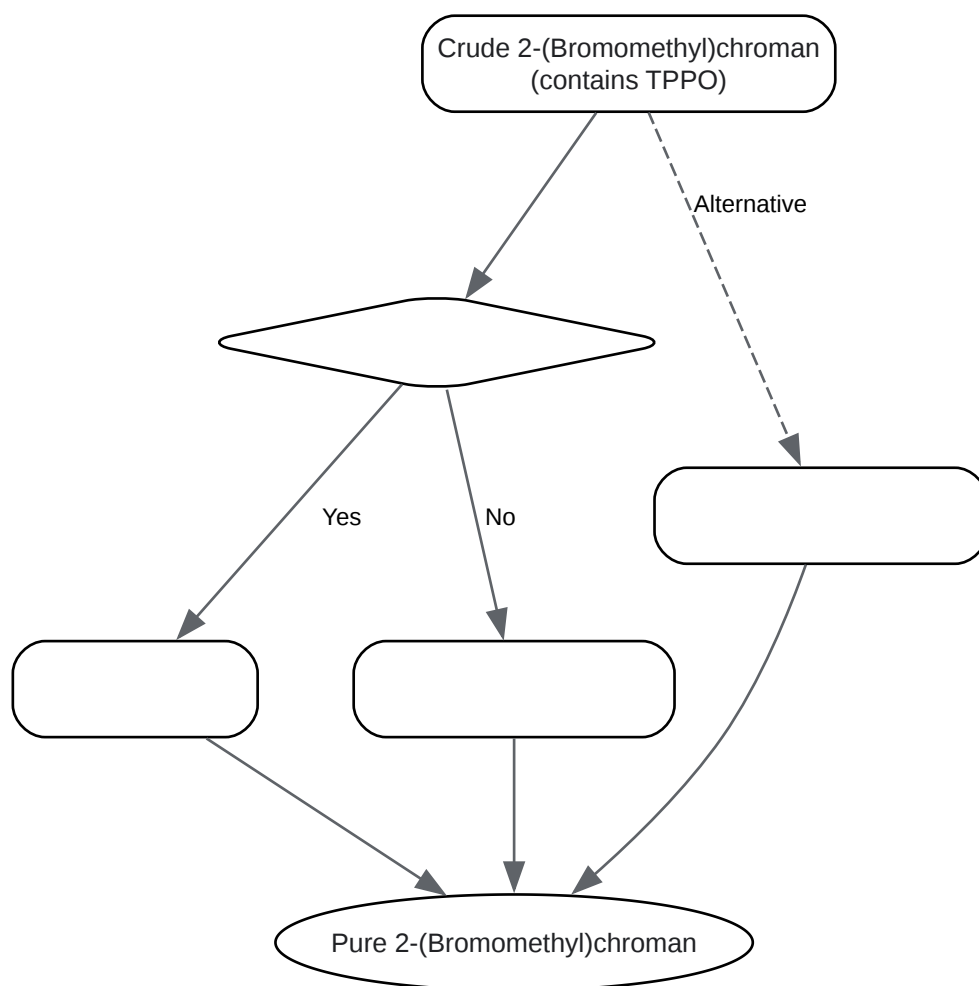 Crude 2-(Bromomethyl)chroman
(contains TPPO)
Alternative
Yes
No
Pure 2-(Bromomethyl)chroman